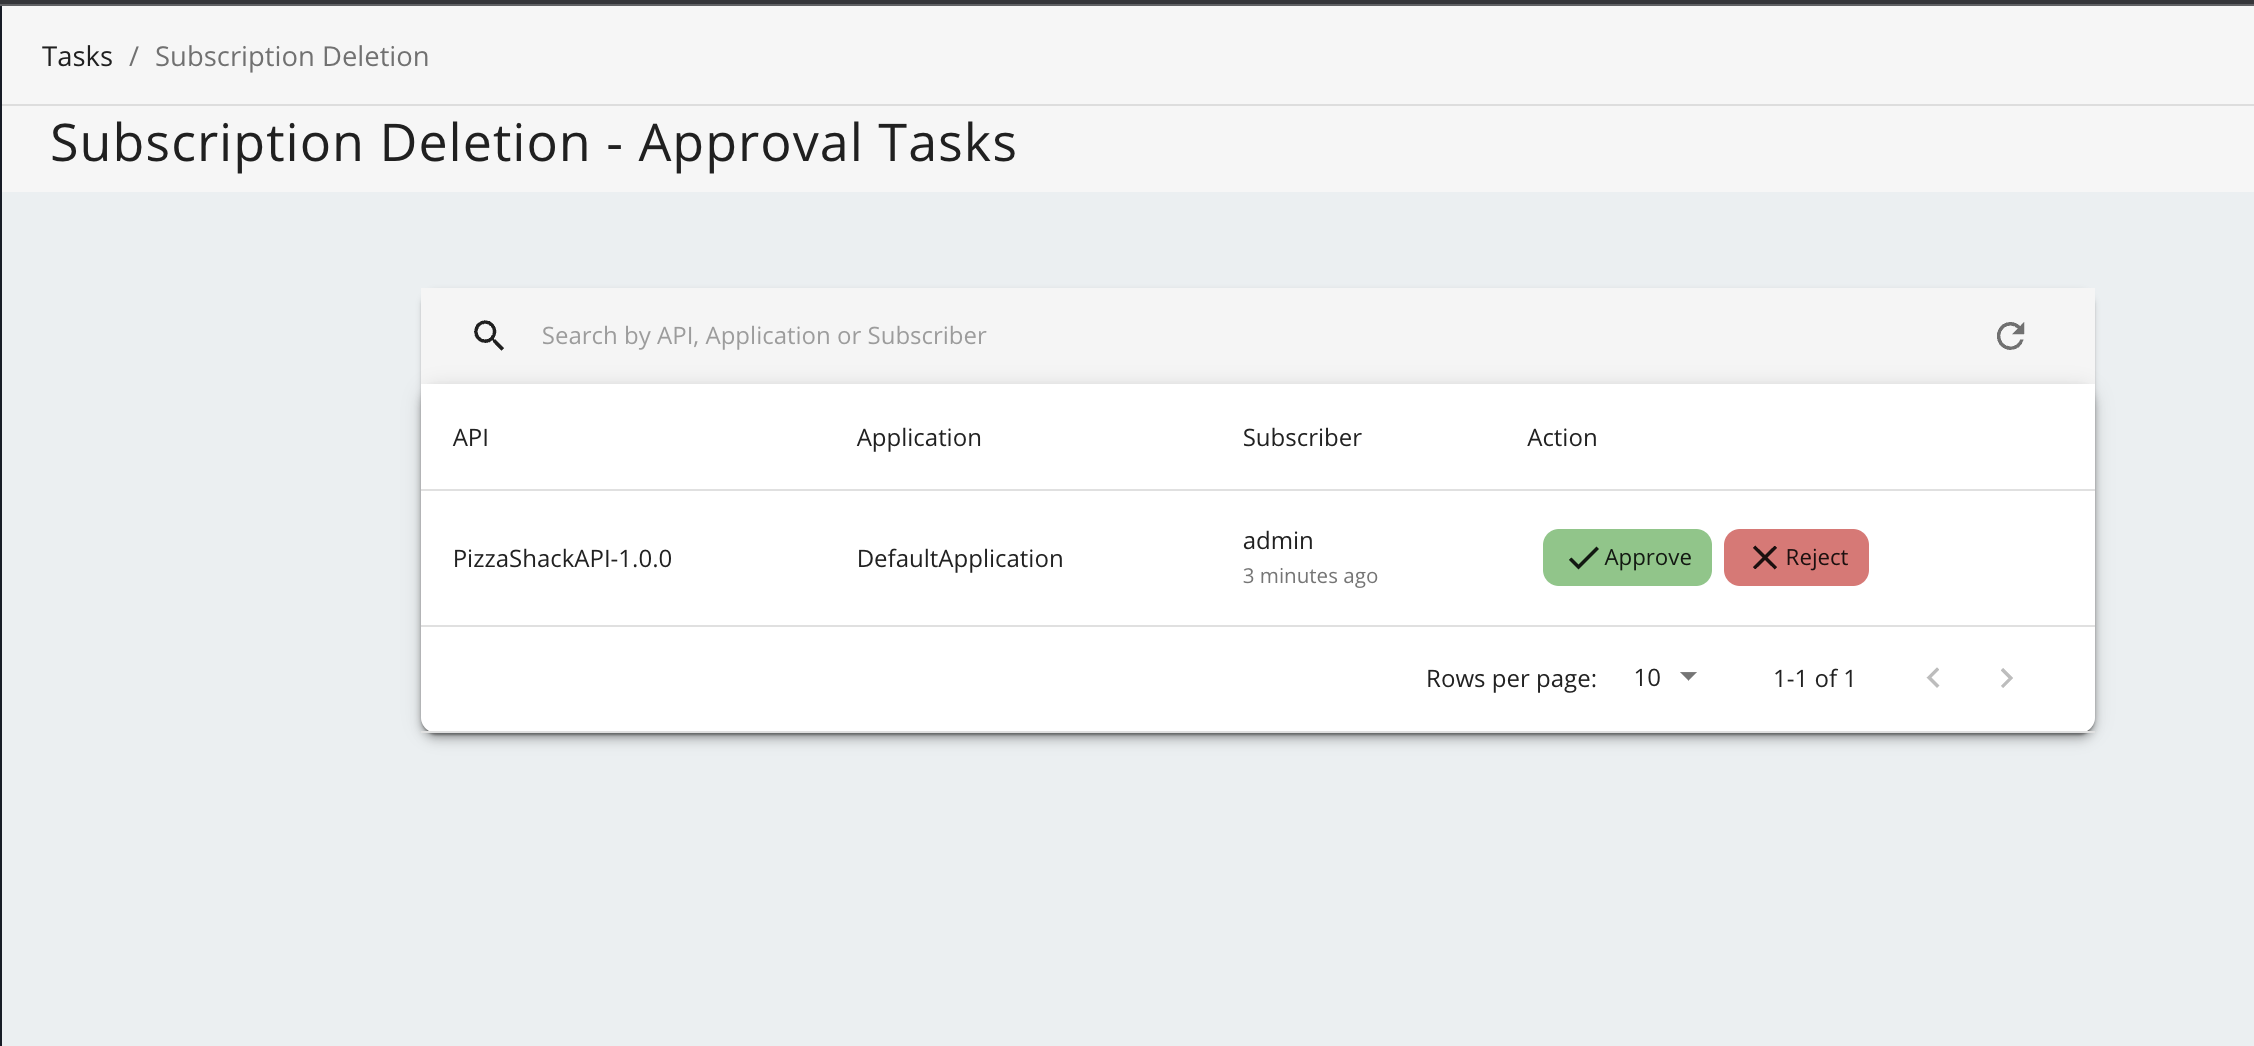 Tasks / Subscription Deletion
Subscription Deletion - Approval Tasks
Search by API, Application or Subscriber
API Application Subscriber Action
PizzaShackAPI-1.0.0 DefaultApplication admin Approve Reject
3 minutes ago
Rows per page: 10 1-1 of 1